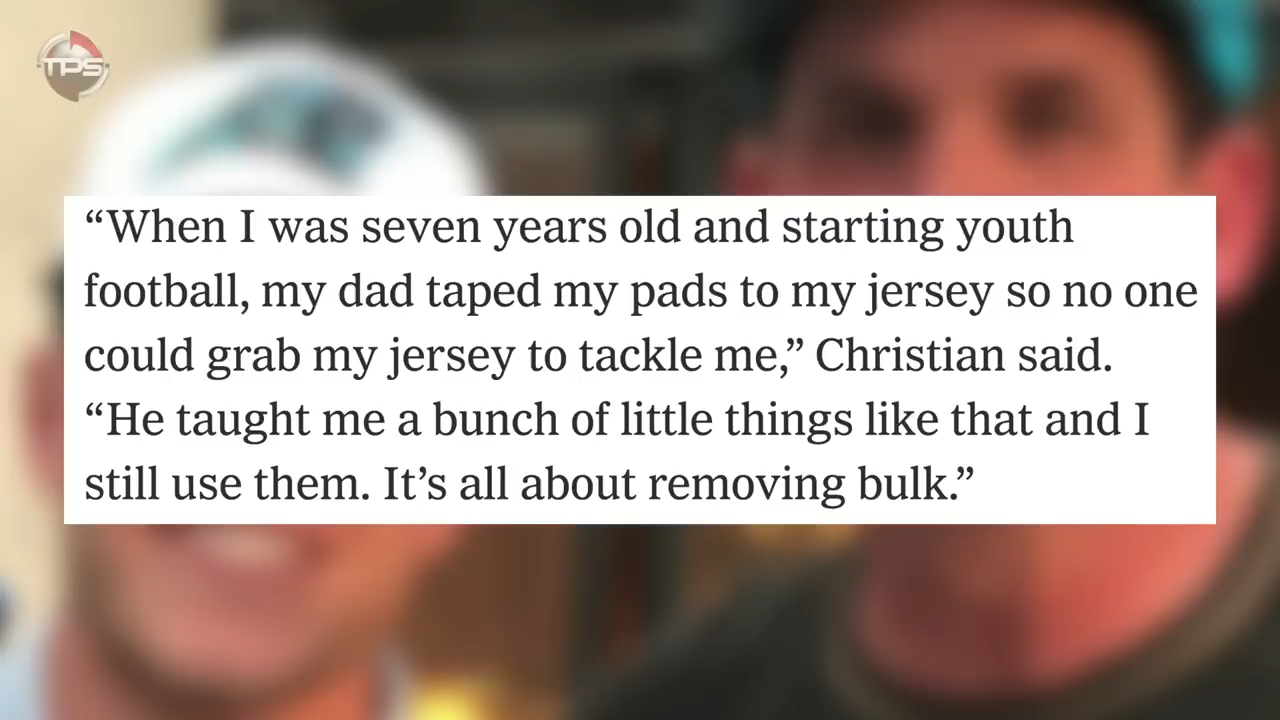 TPS
“When I was seven years old and starting youth
football, my dad taped my pads to my jersey so no one
could grab my jersey to tackle me,” Christian said.
“He taught me a bunch of little things like that and I
still use them. It’s all about removing bulk.”